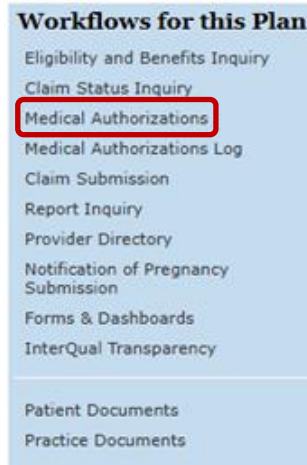 Workflows for this Plan
Eligibility and Benefits Inquiry
Claim Status Inquiry
Medical Authorizations
Medical Authorizations Log
Claim Submission
Report Inquiry
Provider Directory
Notification of Pregnancy
Submission
Forms & Dashboards
InterQual Transparency
Patient Documents
Practice Documents